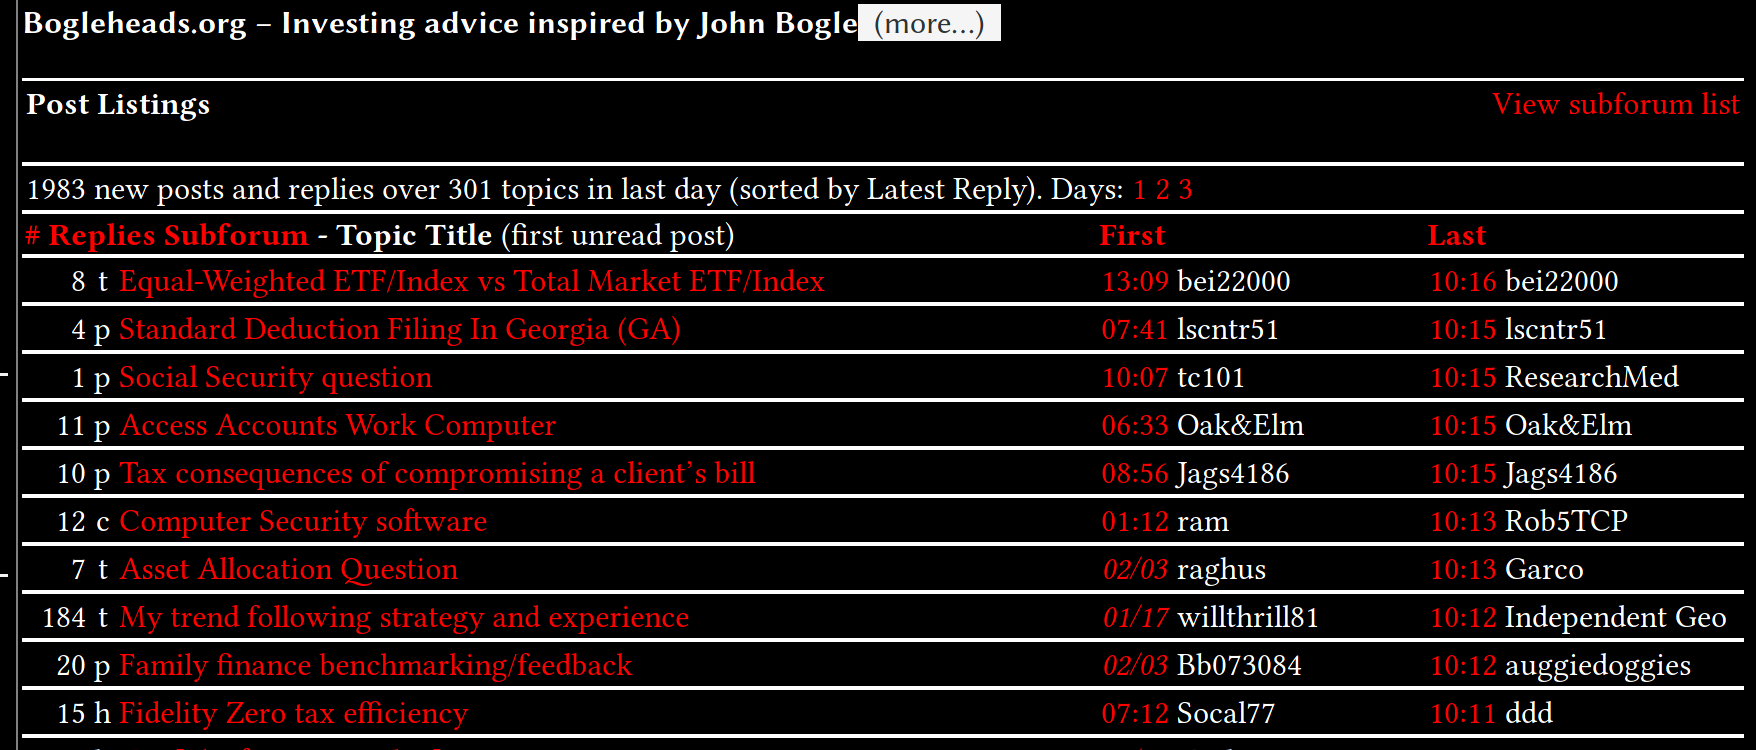 Bogleheads.org – Investing advice inspired by John Bogle (more...)
Post Listings View subforum list
1983 new posts and replies over 301 topics in last day (sorted by Latest Reply). Days: 1 2 3
# Replies Subforum - Topic Title (first unread post) First Last
8 t Equal-Weighted ETF/Index vs Total Market ETF/Index 13:09 bei22000 10:16 bei22000
4 p Standard Deduction Filing In Georgia (GA) 07:41 lscntr51 10:15 lscntr51
1 p Social Security question 10:07 tc101 10:15 ResearchMed
11 p Access Accounts Work Computer 06:33 Oak&Elm 10:15 Oak&Elm
10 p Tax consequences of compromising a client's bill 08:56 Jags4186 10:15 Jags4186
12 c Computer Security software 01:12 ram 10:13 Rob5TCP
7 t Asset Allocation Question 02/03 raghus 10:13 Garco
184 t My trend following strategy and experience 01/17 willthrill81 10:12 Independent Geo
20 p Family finance benchmarking/feedback 02/03 Bb073084 10:12 auggiedoggies
15 h Fidelity Zero tax efficiency 07:12 Socal77 10:11 ddd